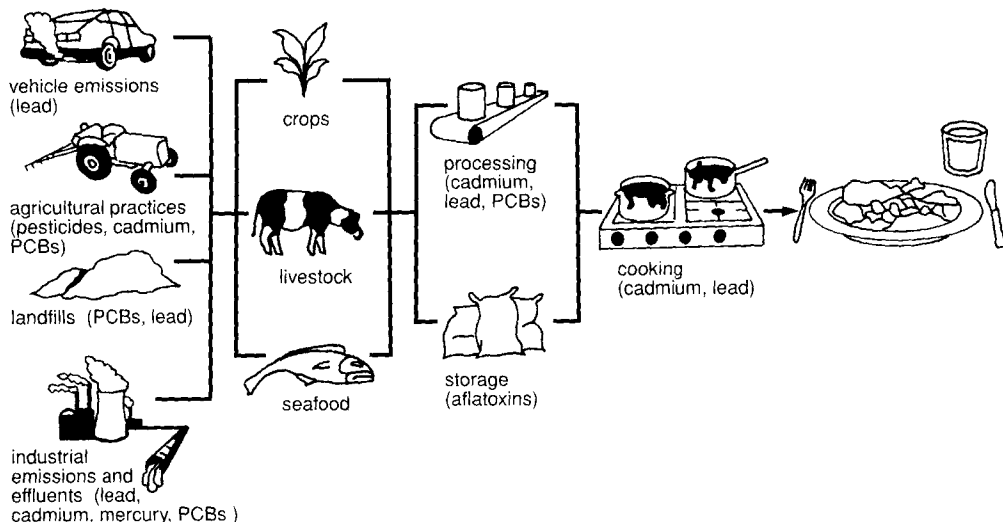 vehicle emissions
(lead)
agricultural practices
(pesticides, cadmium,
PCBs)
landfills (PCBs, lead)
industrial
emissions and
effluents (lead,
cadmium, mercury, PCBs )
crops
livestock
seafood
processing
(cadmium,
lead, PCBs)
storage
(aflatoxins)
cooking
(cadmium, lead)